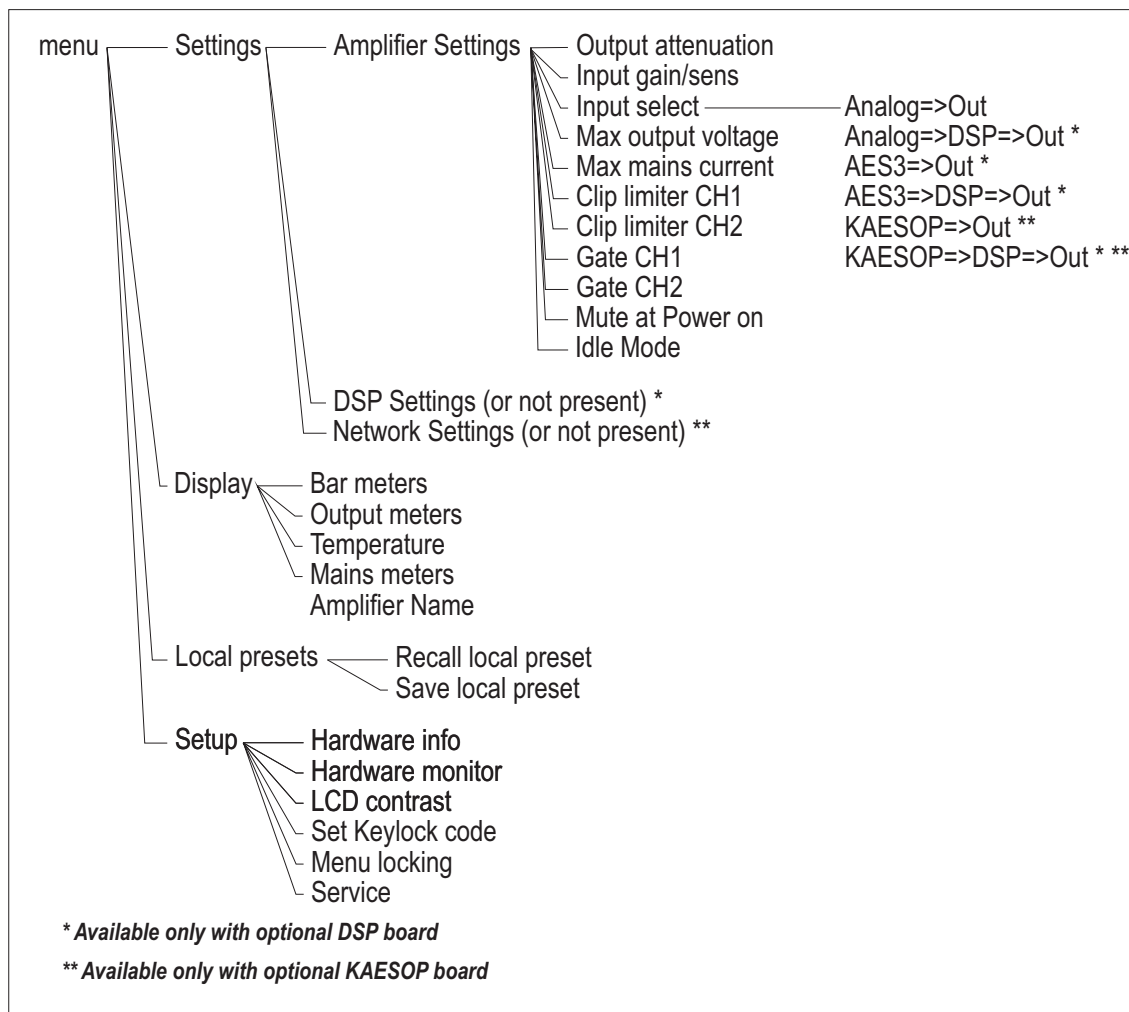 menu Settings Amplifier Settings Output attenuation
Input gain/sens
Input select Analog=>Out
Max output voltage Analog=>DSP=>Out *
Max mains current AES3=>Out *
Clip limiter CH1 AES3=>DSP=>Out *
Clip limiter CH2 KAESOP=>Out **
Gate CH1 KAESOP=>DSP=>Out * **
Gate CH2
Mute at Power on
Idle Mode
DSP Settings (or not present) *
Network Settings (or not present) **
Display Bar meters
Output meters
Temperature
Mains meters
Amplifier Name
Local presets Recall local preset
Save local preset
Setup Hardware info
Hardware monitor
LCD contrast
Set Keylock code
Menu locking
Service
* Available only with optional DSP board
** Available only with optional KAESOP board